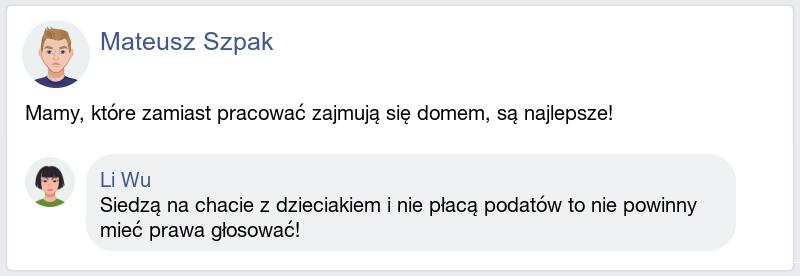 Mateusz Szpak
Mamy, które zamiast pracować zajmują się domem, są najlepsze!
Li Wu
Siedzą na chacie z dzieciakiem i nie płacą podatów to nie powinny
mieć prawa głosować!